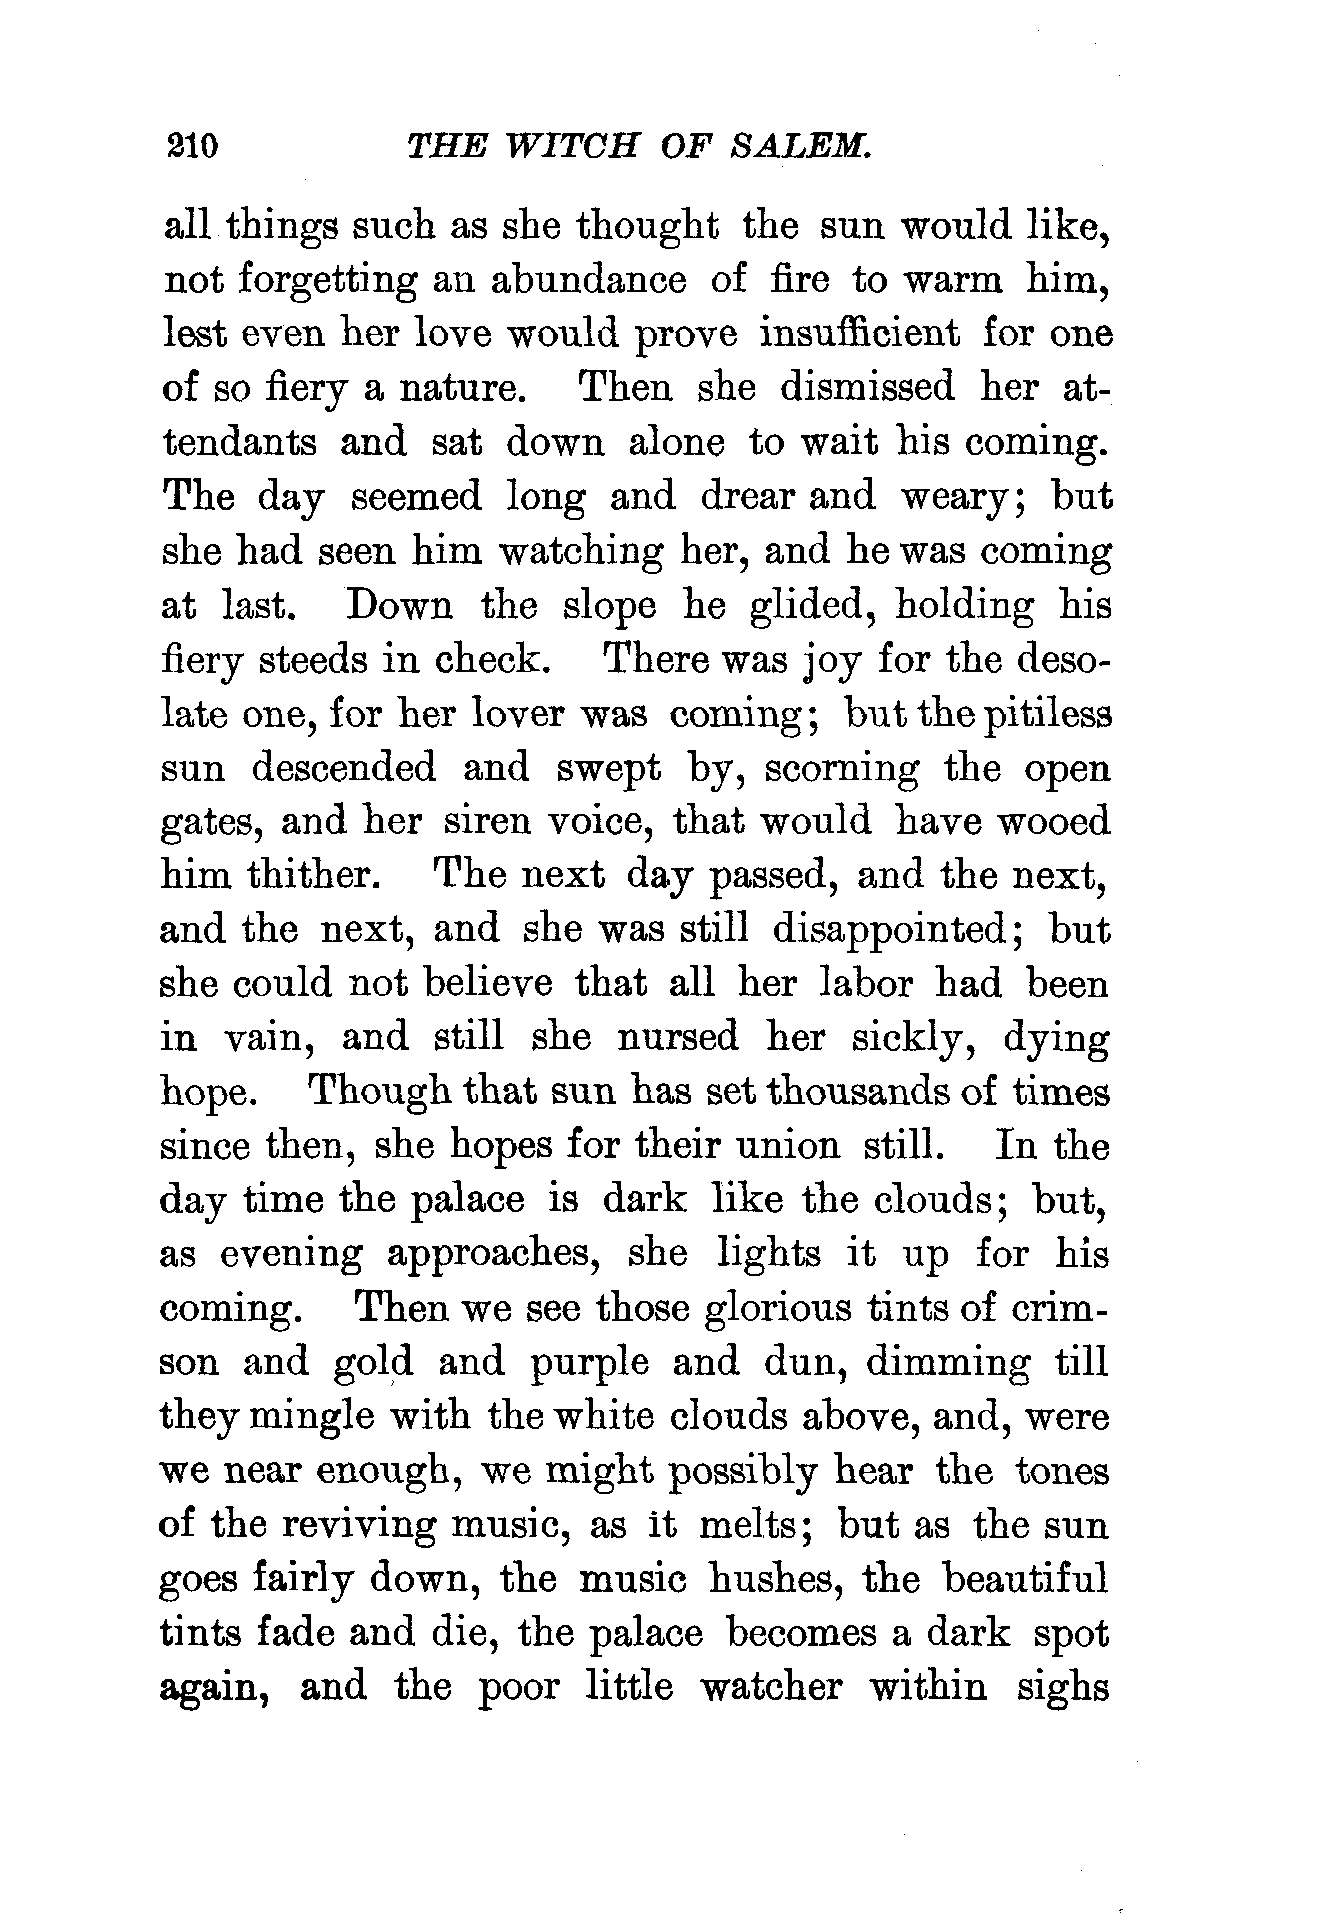 210 THE WITCH OF SALEM.
all things such as she thought the sun would like,
not forgetting an abundance of fire to warm him,
lest even her love would prove insufficient for one
of so fiery a nature. Then she dismissed her at-
tendants and sat down alone to wait his coming.
The day seemed long and drear and weary; but
she had seen him watching her, and he was coming
at last. Down the slope he glided, holding his
fiery steeds in check. There was joy for the deso-
late one, for her lover was coming; but the pitiless
sun descended and swept by, scorning the open
gates, and her siren voice, that would have wooed
him thither. The next day passed, and the next,
and the next, and she was still disappointed; but
she could not believe that all her labor had been
in vain, and still she nursed her sickly, dying
hope. Though that sun has set thousands of times
since then, she hopes for their union still. In the
day time the palace is dark like the clouds; but,
as evening approaches, she lights it up for his
coming. Then we see those glorious tints of crim-
son and gold and purple and dun, dimming till
they mingle with the white clouds above, and, were
we near enough, we might possibly hear the tones
of the reviving music, as it melts; but as the sun
goes fairly down, the music hushes, the beautiful
tints fade and die, the palace becomes a dark spot
again, and the poor little watcher within sighs